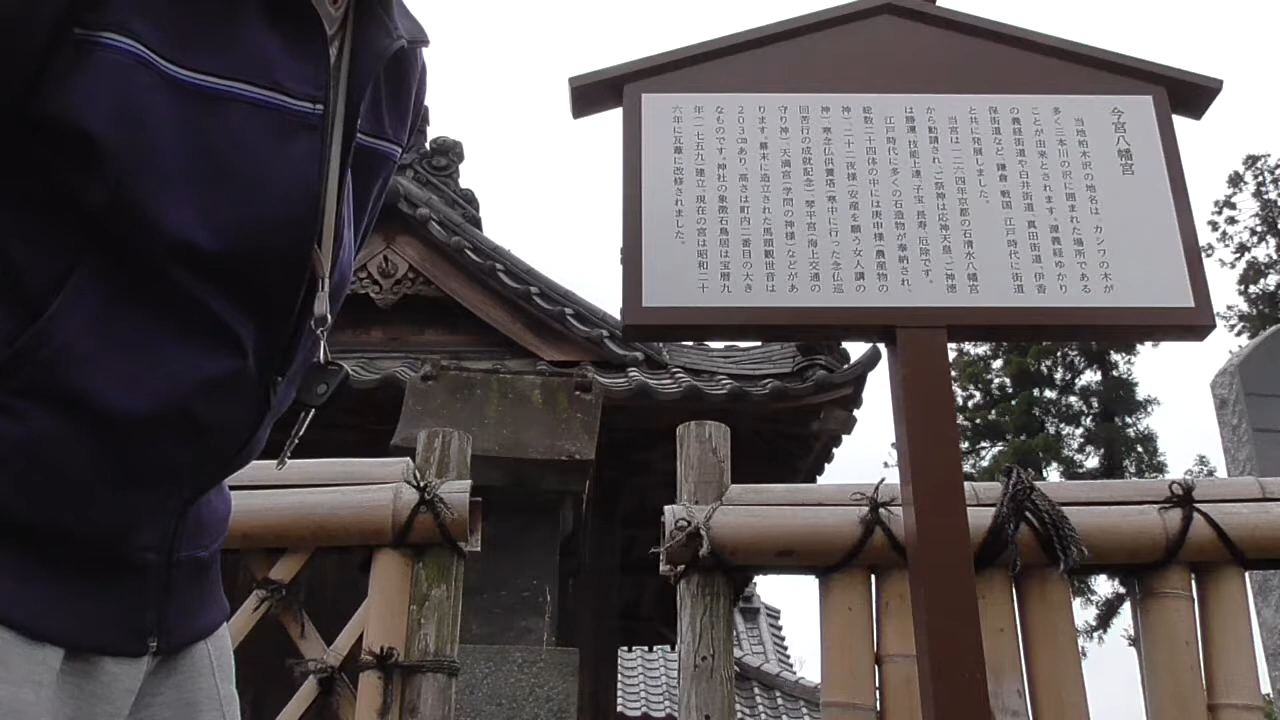 今宮八幡宮
当地柏木沢の地名は、カシワの木が
多く三本川の沢に囲まれた場所である
ことが由来とされます。源義経ゆかり
の義経街道や白井街道、真田街道、伊香
保街道など、鎌倉・戦国・江戸時代に街道
と共に発展しました。
当宮は一二六四年京都の石清水八幡宮
から勧請され、ご祭神は応神天皇、ご神徳
は勝運、技能上達、子宝、長寿、厄除です。
江戸時代に多くの石造物が奉納され、
総数二十四体の中には庚申様(農産物の
神)、二十二夜様(安産を願う女人講の
神)、寒念仏供養塔(寒中に行った念仏巡
回苦行の成就記念)、琴平宮(海上交通の
守り神)、天満宮(学問の神様)などがあ
ります。幕末に造立された馬頭観世音は
203㎝あり、高さは町内二番目の大き
なものです。神社の象徴石鳥居は宝暦九
年(一七五九)建立、現在の宮は昭和二十
六年に瓦葺に改修されました。